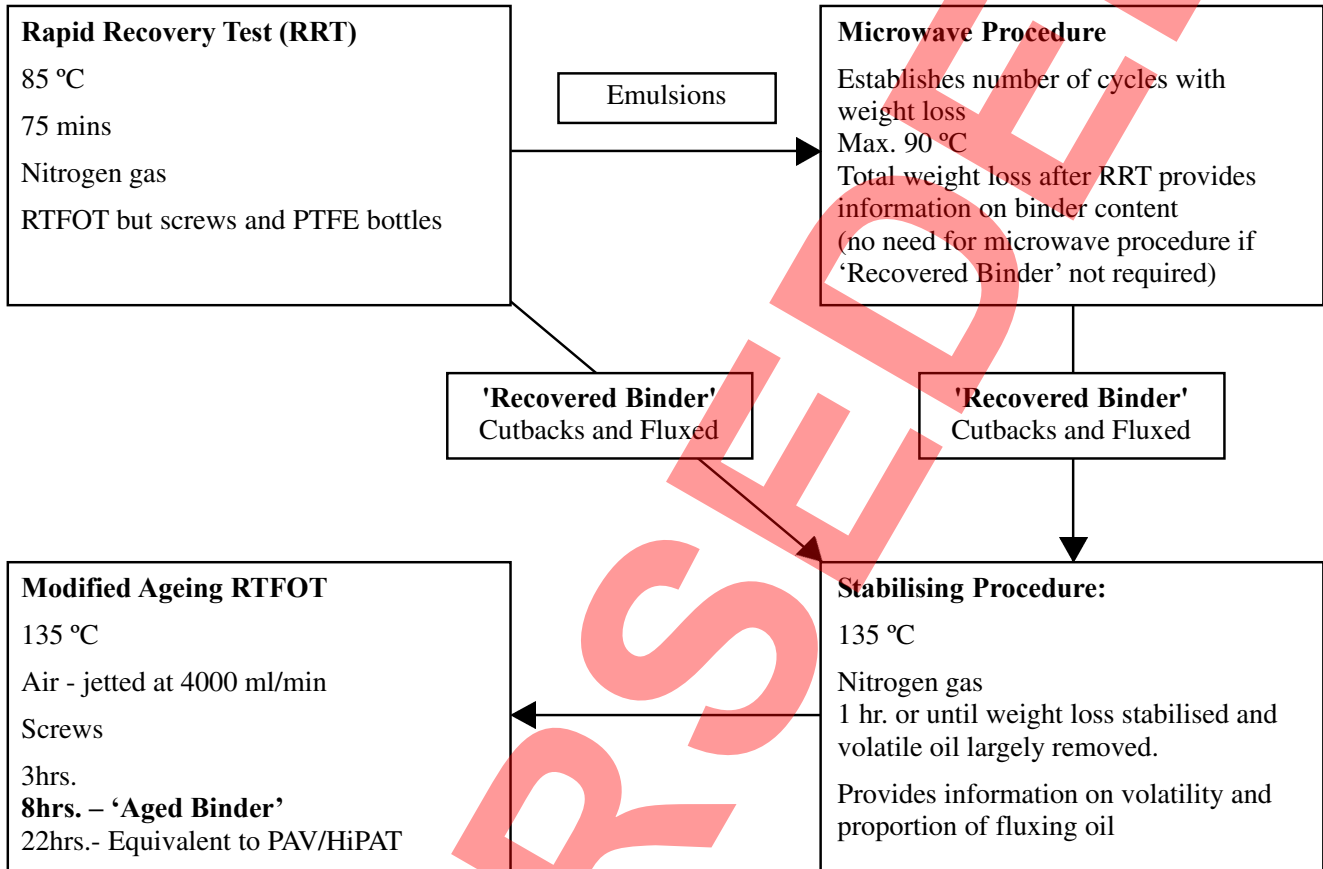 Rapid Recovery Test (RRT)
85 ºC
75 mins
Nitrogen gas
RTFOT but screws and PTFE bottles
Emulsions
Microwave Procedure
Establishes number of cycles with
weight loss
Max. 90 ºC
Total weight loss after RRT provides
information on binder content
(no need for microwave procedure if
‘Recovered Binder’ not required)
'Recovered Binder'
Cutbacks and Fluxed
'Recovered Binder'
Cutbacks and Fluxed
Modified Ageing RTFOT
135 ºC
Air - jetted at 4000 ml/min
Screws
3hrs.
8hrs. – ‘Aged Binder’
22hrs.- Equivalent to PAV/HiPAT
Stabilising Procedure:
135 ºC
Nitrogen gas
1 hr. or until weight loss stabilised and
volatile oil largely removed.
Provides information on volatility and
proportion of fluxing oil
RSEDE